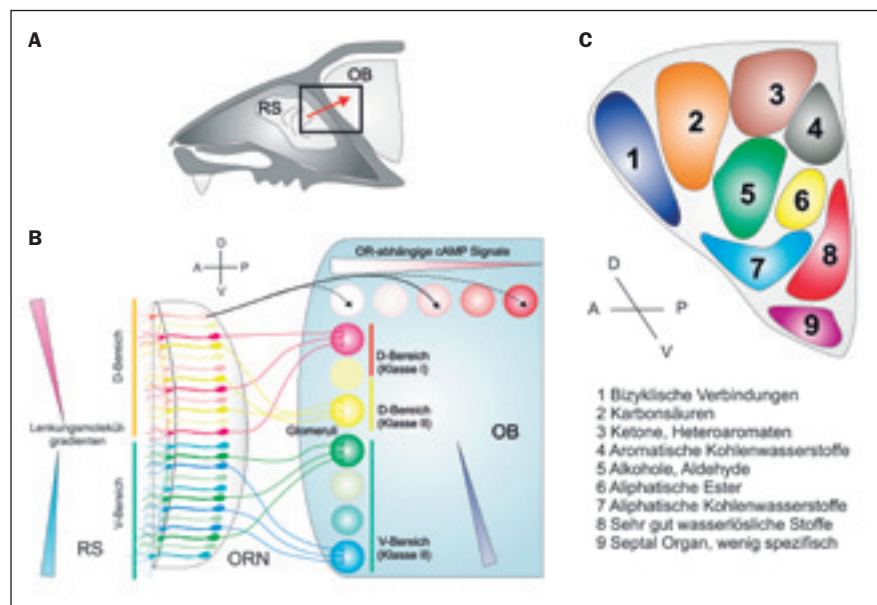 A
OB
RS
B
D
A
P
V
OR-abhängige cAMP Signale
D-Bereich
D-Bereich
(Klasse I)
D-Bereich
(Klasse II)
Lenkungsmolekül-
gradienten
Glomeruli
OB
V-Bereich
V-Bereich
(Klasse II)
RS
ORN
C
1
2
3
4
5
6
7
8
9
D
A
P
V
1 Bizyklische Verbindungen
2 Karbonsäuren
3 Ketone, Heteroaromaten
4 Aromatische Kohlenwasserstoffe
5 Alkohole, Aldehyde
6 Aliphatische Ester
7 Aliphatische Kohlenwasserstoffe
8 Sehr gut wasserlösliche Stoffe
9 Septal Organ, wenig spezifisch